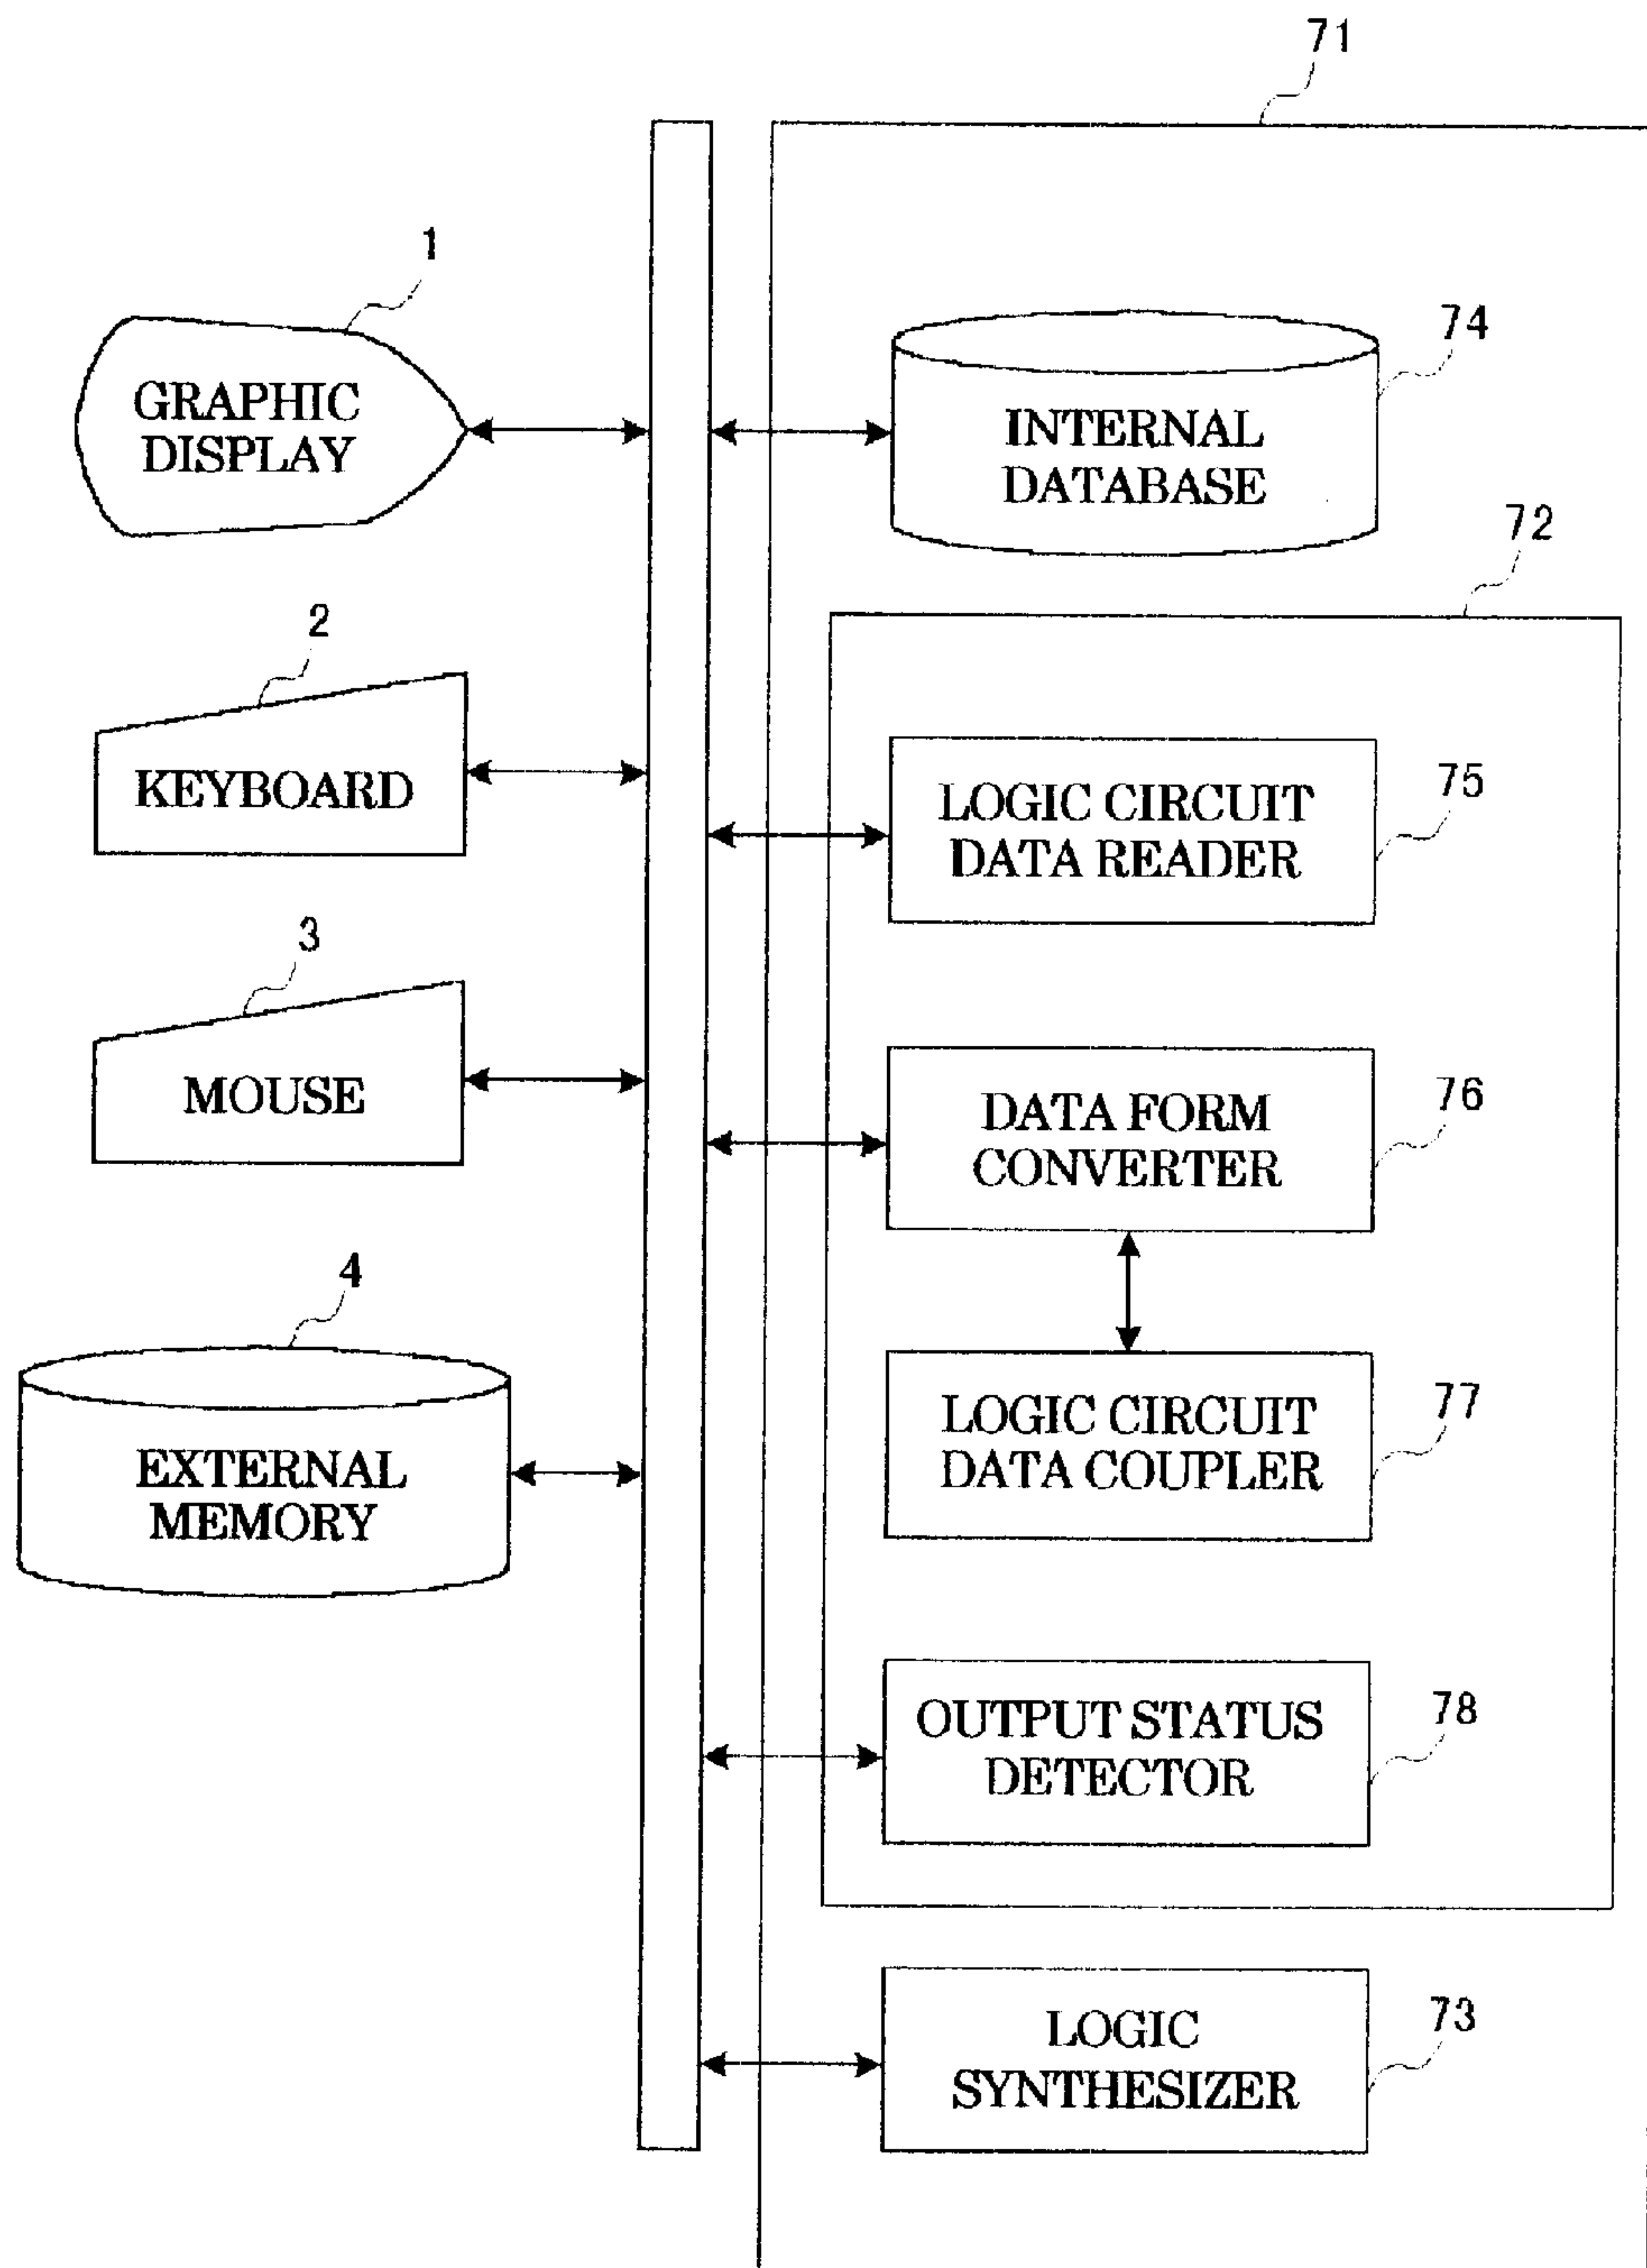 71
1
GRAPHIC
DISPLAY
74
INTERNAL
DATABASE
72
2
KEYBOARD
75
LOGIC CIRCUIT
DATA READER
3
MOUSE
76
DATA FORM
CONVERTER
4
EXTERNAL
MEMORY
77
LOGIC CIRCUIT
DATA COUPLER
78
OUTPUT STATUS
DETECTOR
73
LOGIC
SYNTHESIZER